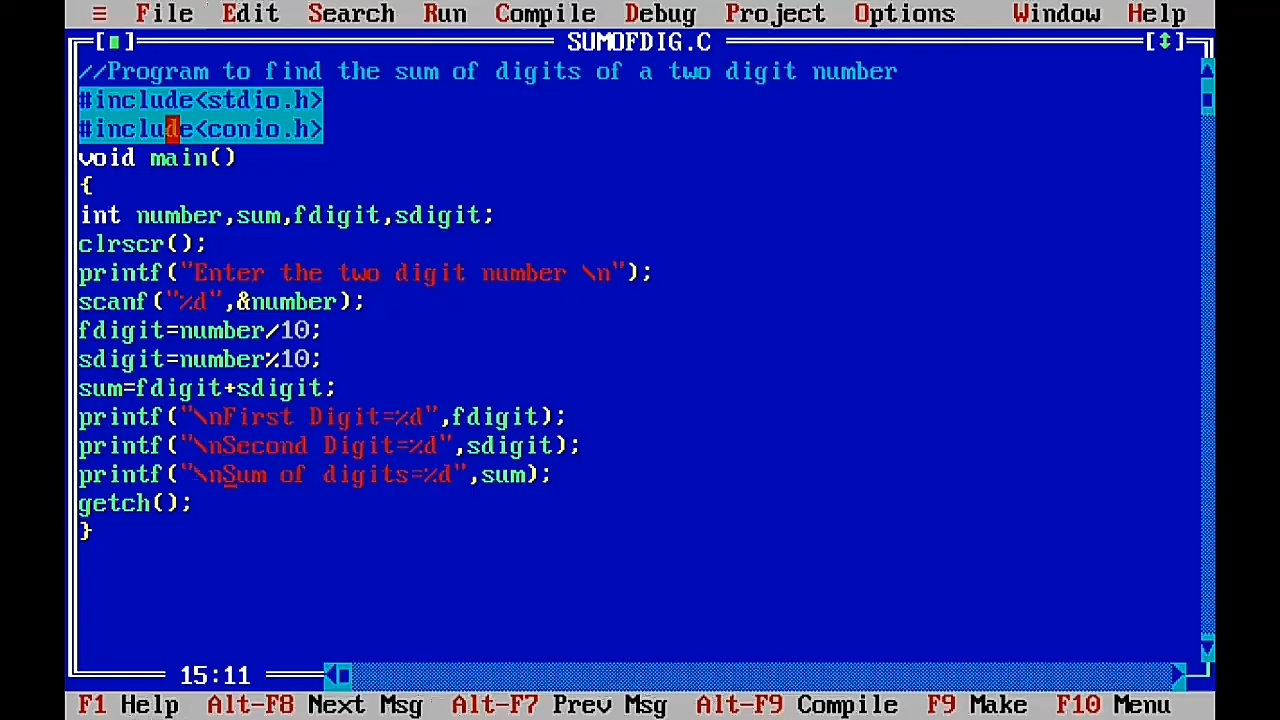 ≡ File Edit Search Run Compile Debug Project Options Window Help
[■] SUMOFDIG.C [↕]
//Program to find the sum of digits of a two digit number
#include<stdio.h>
#include<conio.h>
void main()
{
int number,sum,fdigit,sdigit;
clrscr();
printf("Enter the two digit number \n");
scanf("%d",&number);
fdigit=number/10;
sdigit=number%10;
sum=fdigit+sdigit;
printf("\nFirst Digit=%d",fdigit);
printf("\nSecond Digit=%d",sdigit);
printf("\nSum of digits=%d",sum);
getch();
}
15:11
F1 Help Alt-F8 Next Msg Alt-F7 Prev Msg Alt-F9 Compile F9 Make F10 Menu